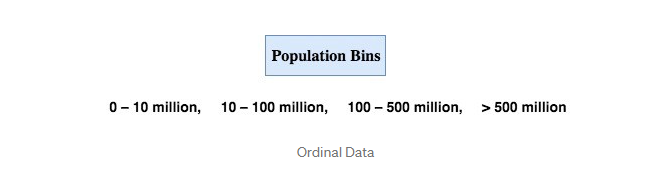 Population Bins
0 – 10 million, 10 – 100 million, 100 – 500 million, > 500 million
Ordinal Data